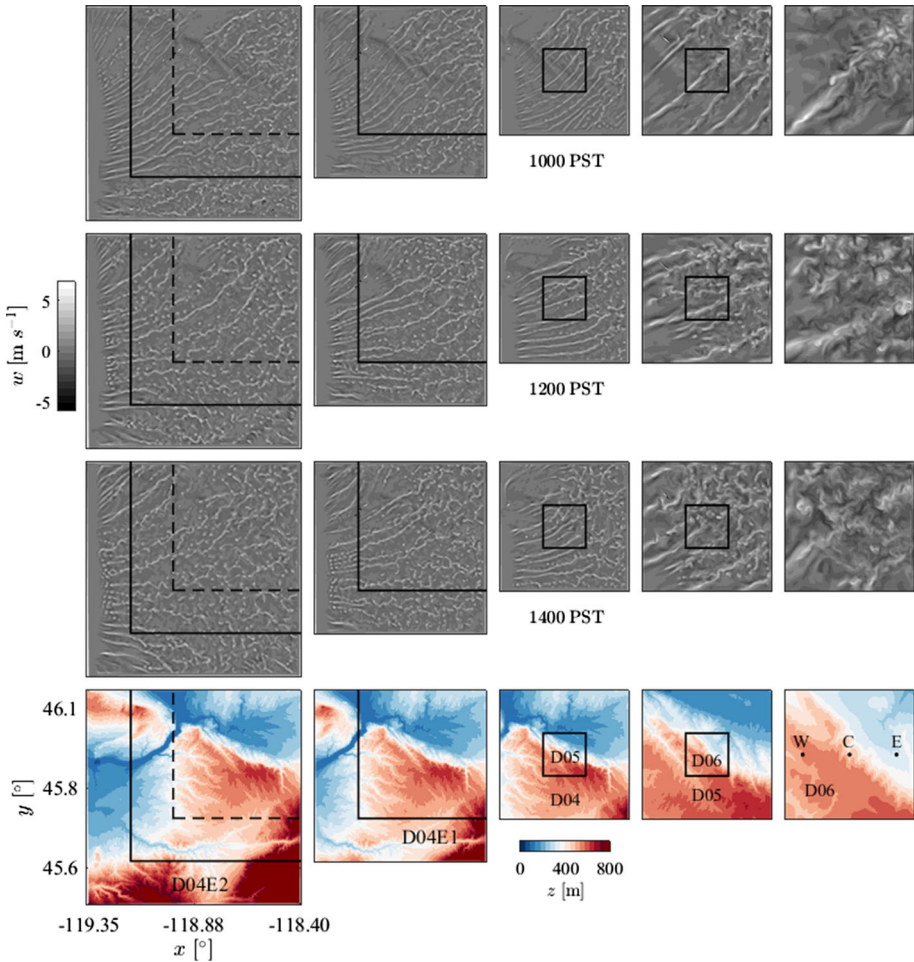 1000 PST
5
0
-5
w [m s⁻¹]
1200 PST
1400 PST
46.1
45.8
45.6
y [°]
D04E2
D04E1
D05
D04
D06
D05
W C E
D06
0 400 800
z [m]
-119.35 -118.88 -118.40
x [°]